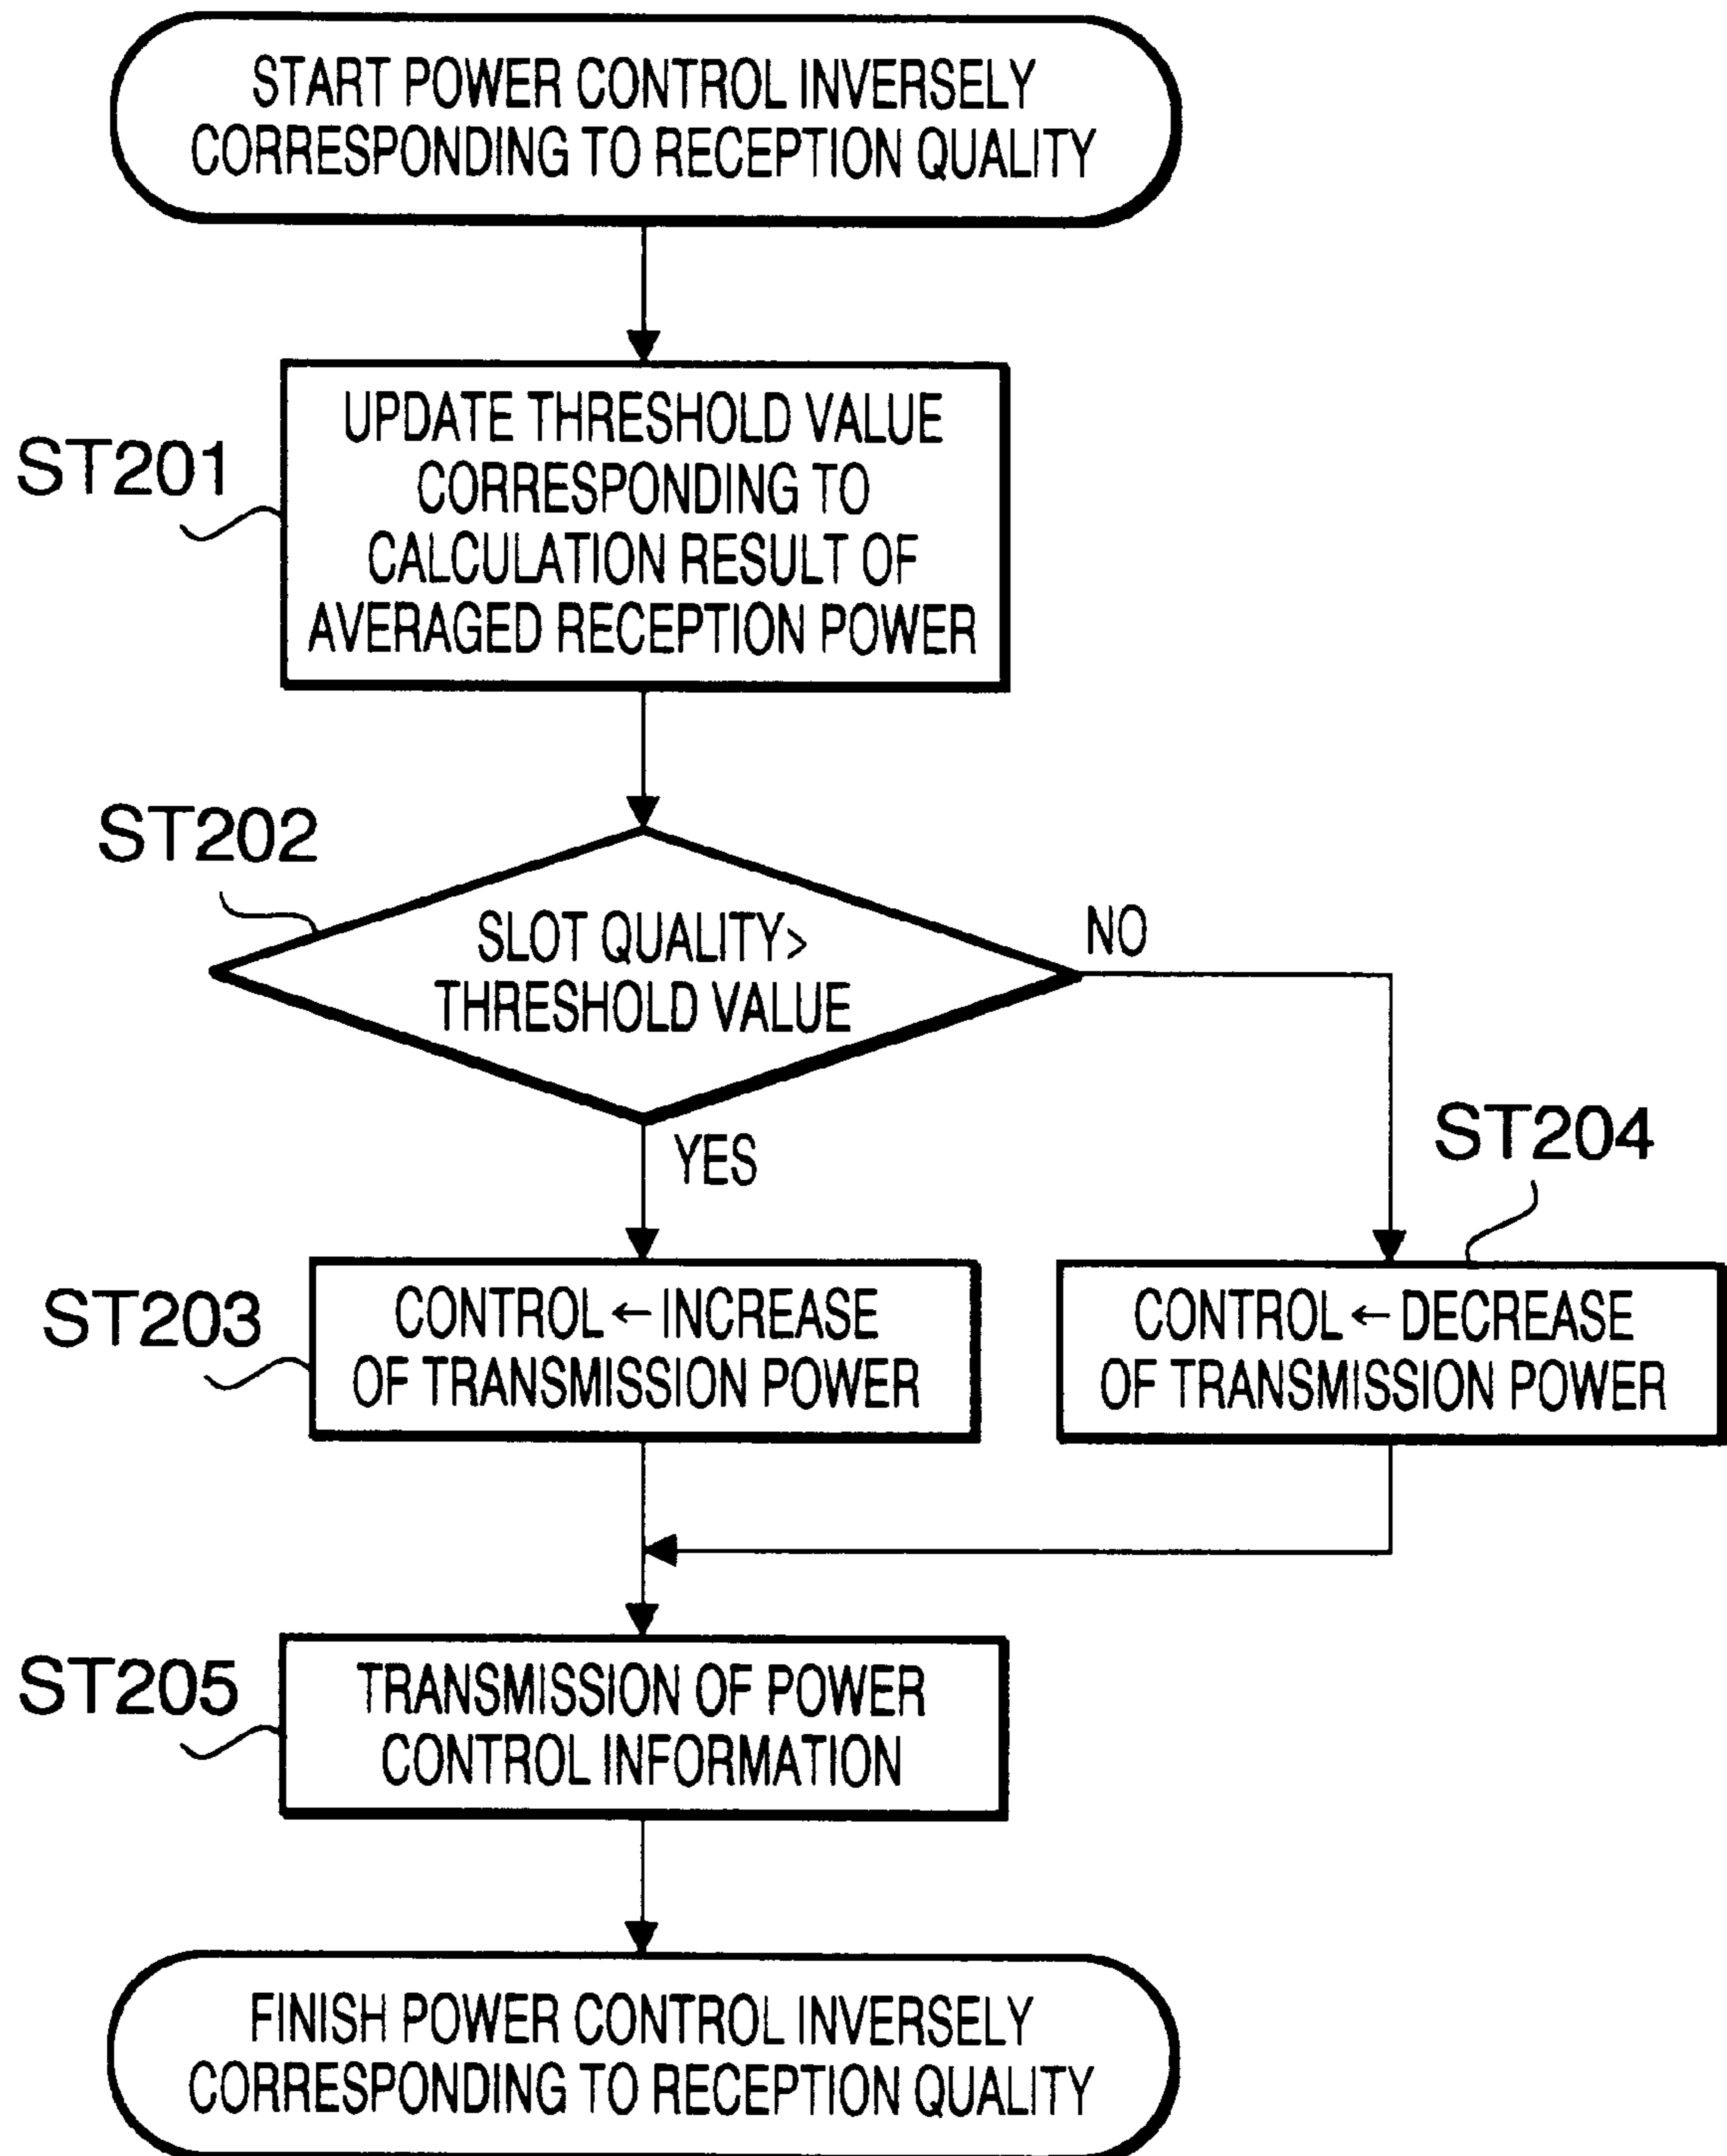 START POWER CONTROL INVERSELY
CORRESPONDING TO RECEPTION QUALITY
ST201
UPDATE THRESHOLD VALUE
CORRESPONDING TO
CALCULATION RESULT OF
AVERAGED RECEPTION POWER
ST202
SLOT QUALITY>
THRESHOLD VALUE
NO
YES
ST203
CONTROL ← INCREASE
OF TRANSMISSION POWER
ST204
CONTROL ← DECREASE
OF TRANSMISSION POWER
ST205
TRANSMISSION OF POWER
CONTROL INFORMATION
FINISH POWER CONTROL INVERSELY
CORRESPONDING TO RECEPTION QUALITY